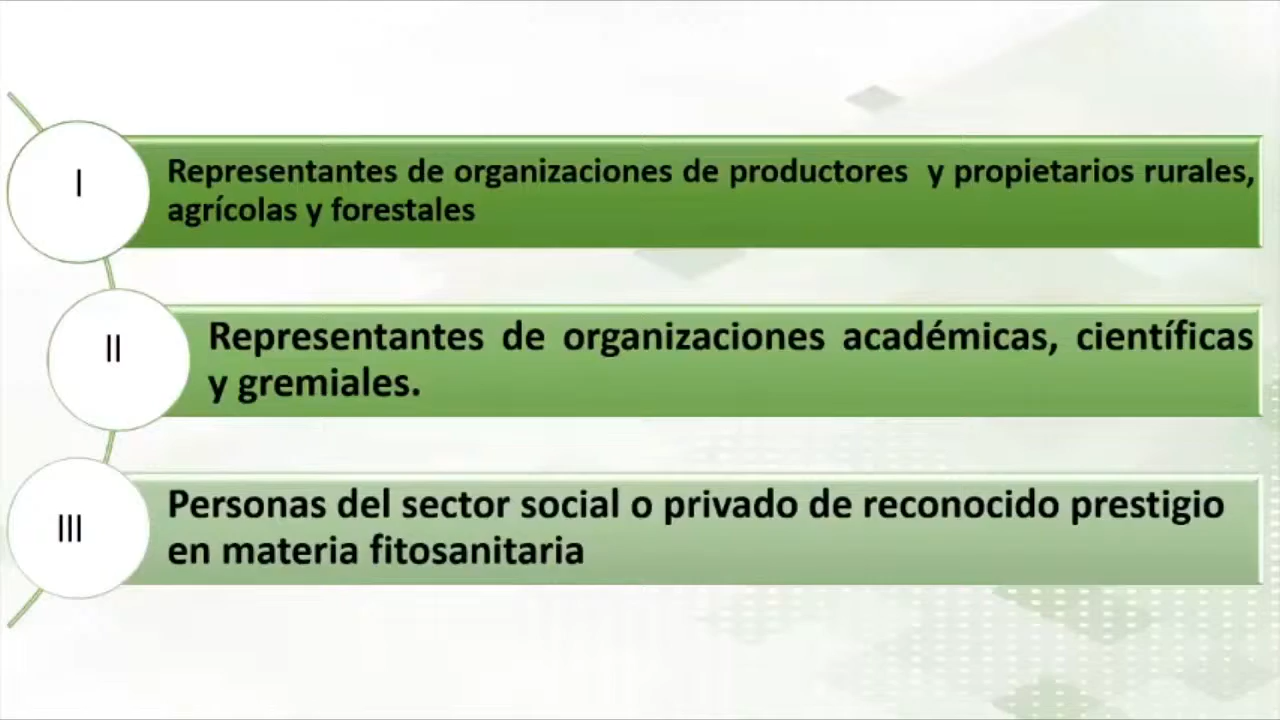 I
Representantes de organizaciones de productores y propietarios rurales,
agrícolas y forestales
II
Representantes de organizaciones académicas, científicas
y gremiales.
III
Personas del sector social o privado de reconocido prestigio
en materia fitosanitaria